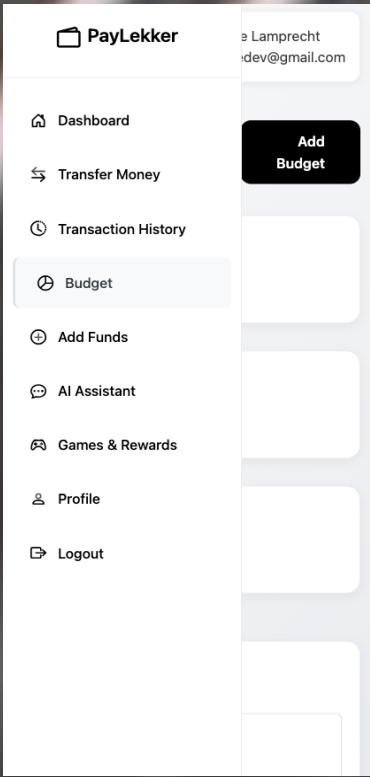 PayLekker
e Lamprecht
edev@gmail.com
Add
Budget
Dashboard
Transfer Money
Transaction History
Budget
Add Funds
AI Assistant
Games & Rewards
Profile
Logout